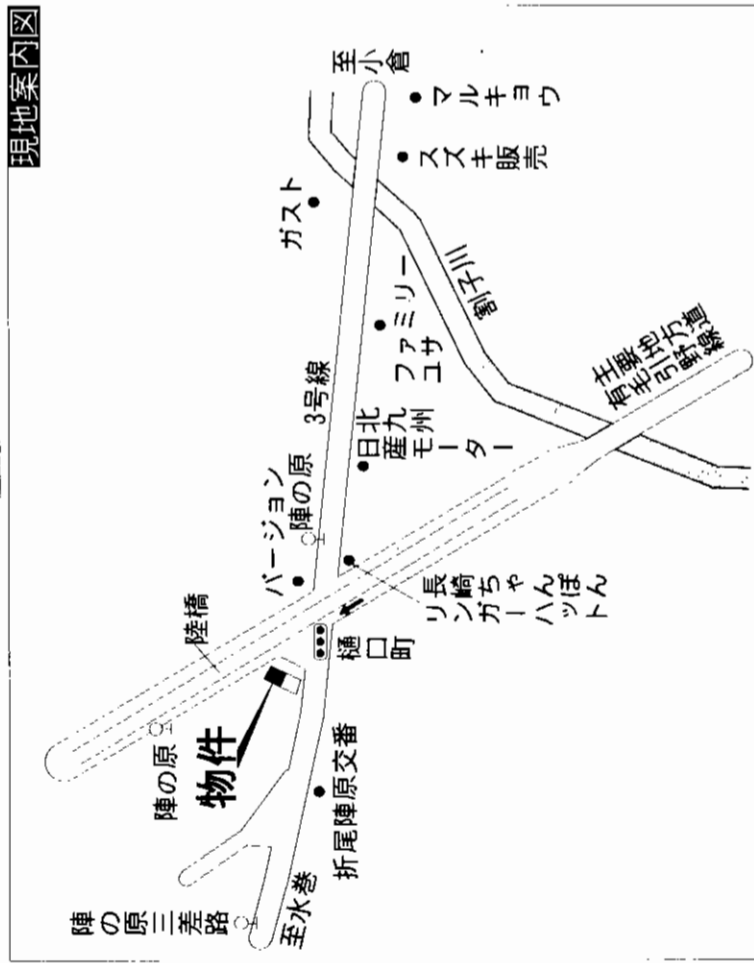 現地案内図
至小倉
マルキョウ
スズキ販売
ガスト
割子川
ファミリー
ユサ
主要地方道
有毛引野線
3号線
北九州
日産モーター
バージョン
陣の原
長崎ちゃんぽん
リンガーハット
陸橋
樋口町
陣の原
物件
折尾陣原交番
陣の原三差路
至水巻